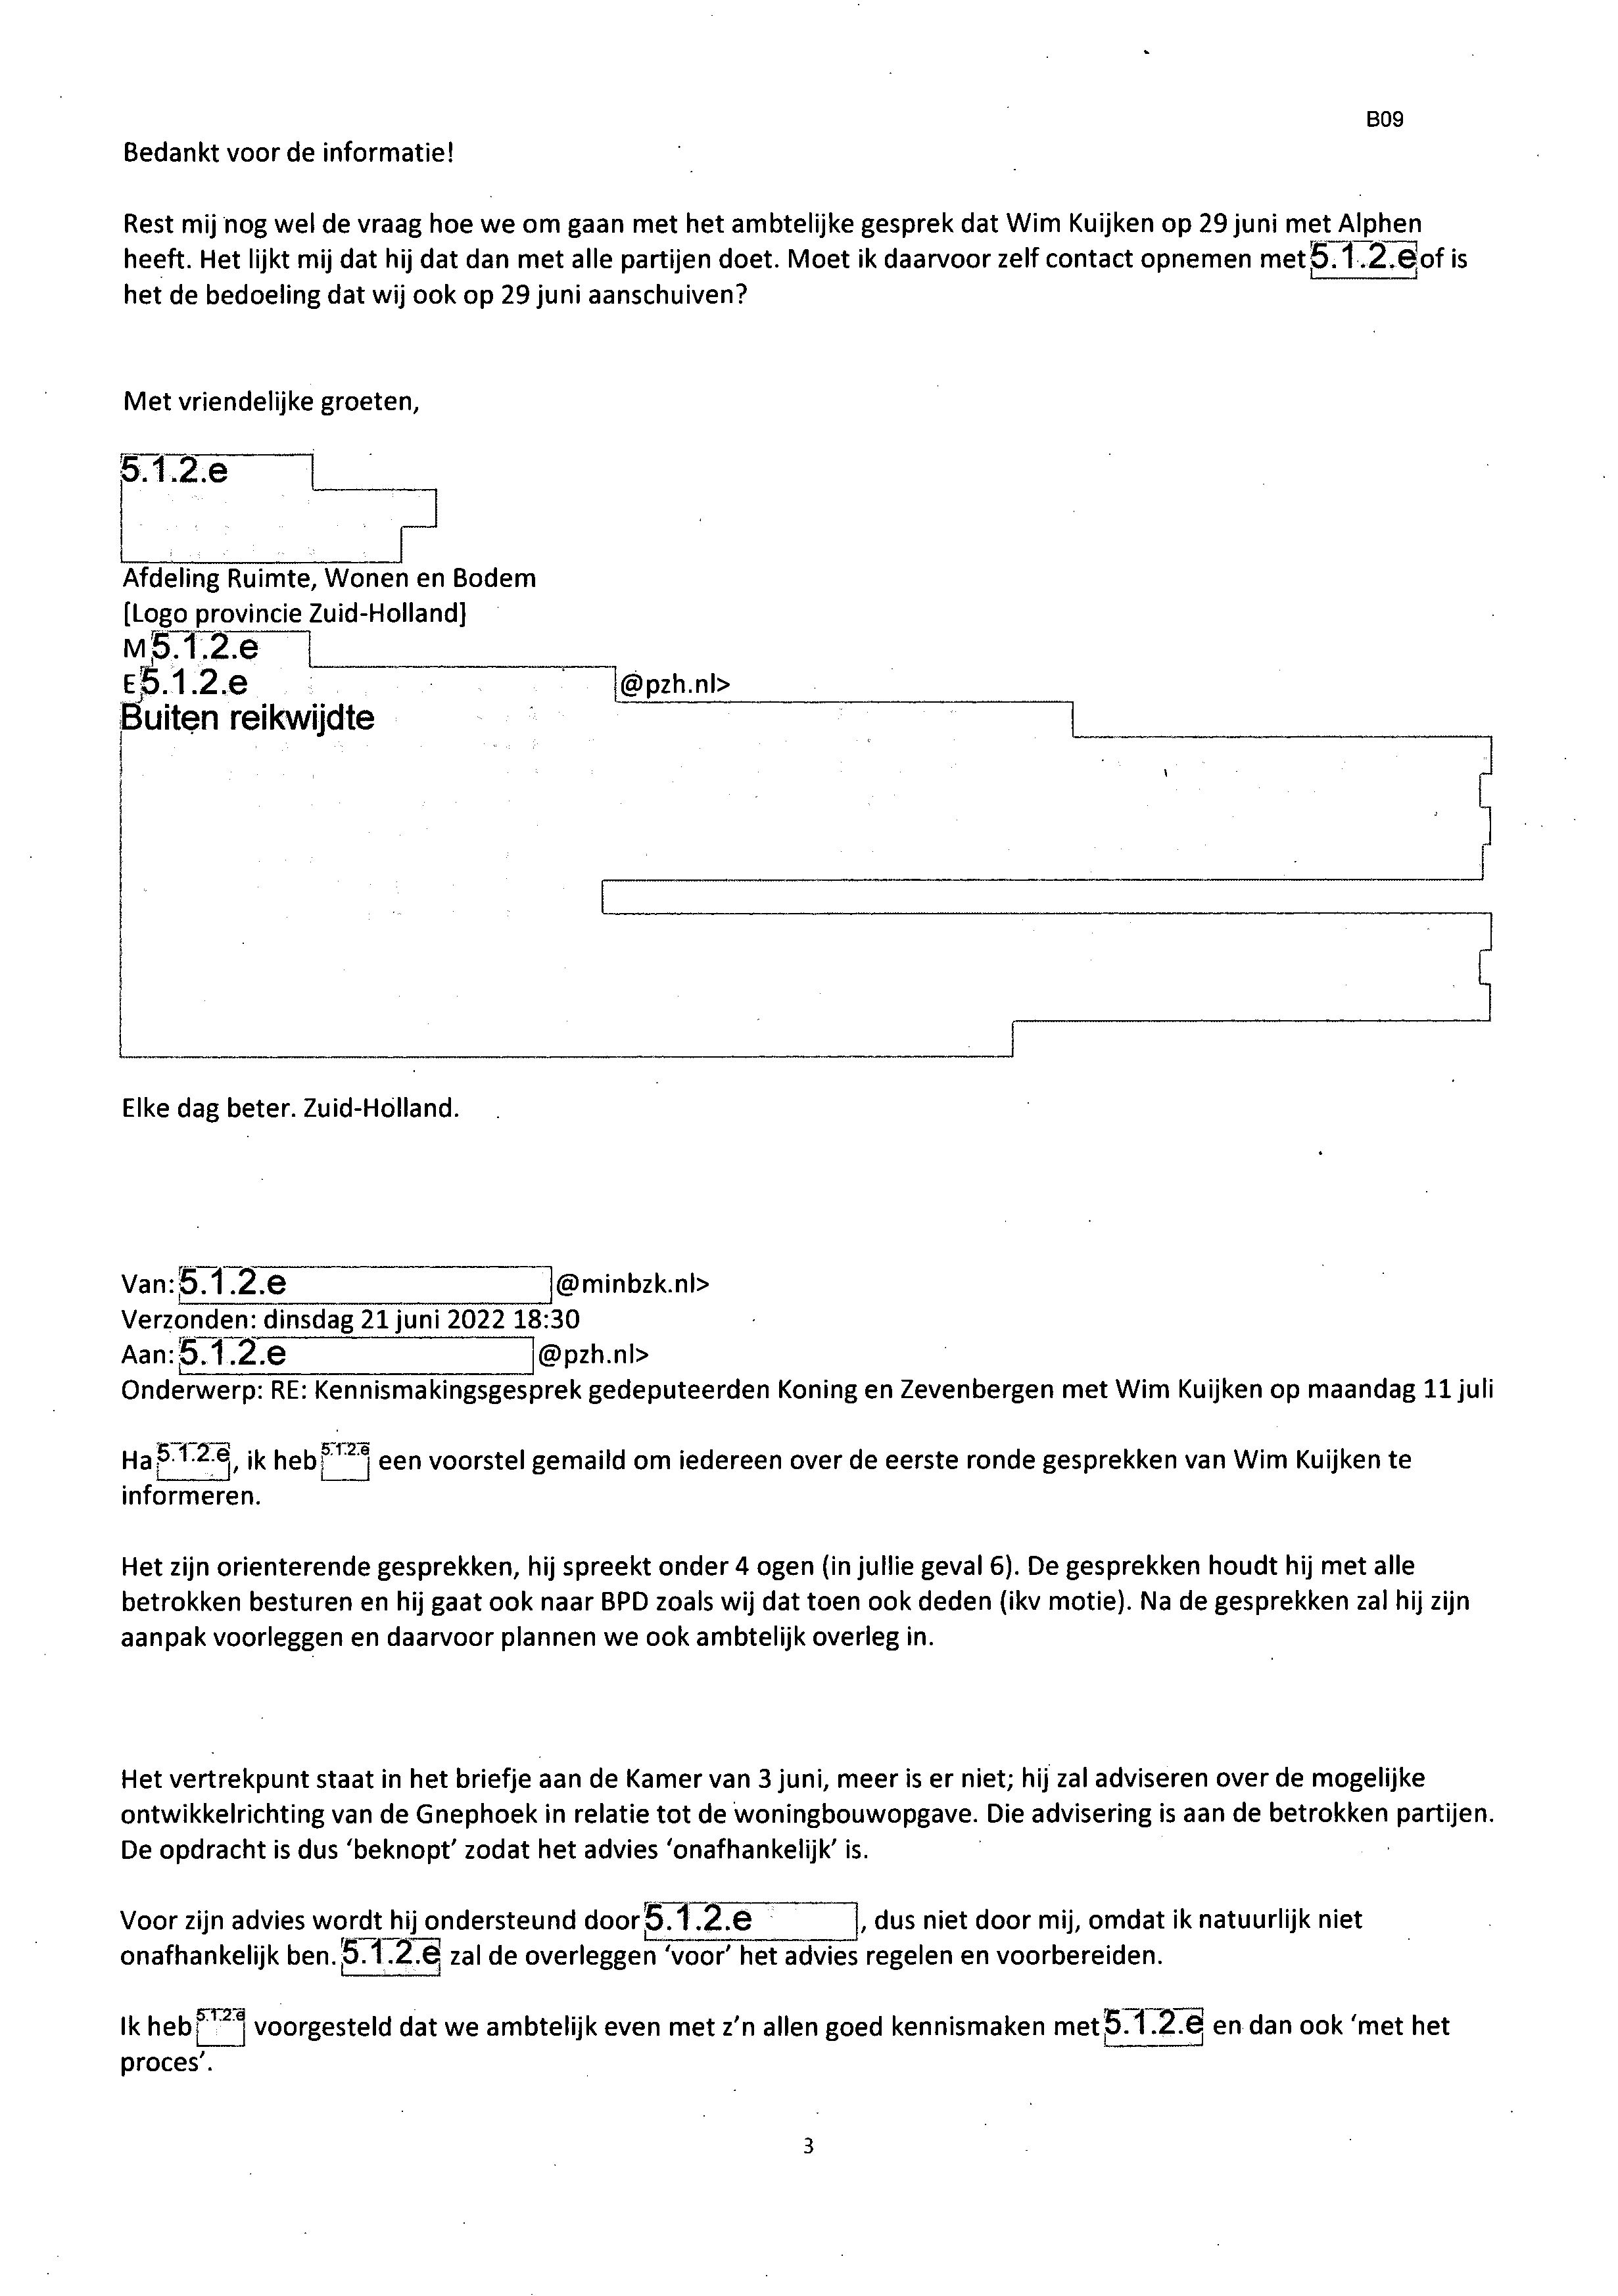 B09
Bedankt voor de informatie!
Rest mij nog wel de vraag hoe we om gaan met het ambtelijke gesprek dat Wim Kuijken op 29 juni met Alphen
heeft. Het lijkt mij dat hij dat dan met alle partijen doet. Moet ik daarvoor zelf contact opnemen met 5.1.2.e of is
het de bedoeling dat wij ook op 29 juni aanschuiven?
Met vriendelijke groeten,
5.1.2.e
Afdeling Ruimte, Wonen en Bodem
[Logo provincie Zuid-Holland]
M 5.1.2.e
E 5.1.2.e @pzh.nl>
Buiten reikwijdte
Elke dag beter. Zuid-Holland.
Van: 5.1.2.e @minbzk.nl>
Verzonden: dinsdag 21 juni 2022 18:30
Aan: 5.1.2.e @pzh.nl>
Onderwerp: RE: Kennismakingsgesprek gedeputeerden Koning en Zevenbergen met Wim Kuijken op maandag 11 juli
Ha 5.1.2.e, ik heb 5.1.2.e een voorstel gemaild om iedereen over de eerste ronde gesprekken van Wim Kuijken te
informeren.
Het zijn orienterende gesprekken, hij spreekt onder 4 ogen (in jullie geval 6). De gesprekken houdt hij met alle
betrokken besturen en hij gaat ook naar BPD zoals wij dat toen ook deden (ikv motie). Na de gesprekken zal hij zijn
aanpak voorleggen en daarvoor plannen we ook ambtelijk overleg in.
Het vertrekpunt staat in het briefje aan de Kamer van 3 juni, meer is er niet; hij zal adviseren over de mogelijke
ontwikkelrichting van de Gnephoek in relatie tot de woningbouwopgave. Die advisering is aan de betrokken partijen.
De opdracht is dus ‘beknopt’ zodat het advies ‘onafhankelijk’ is.
Voor zijn advies wordt hij ondersteund door 5.1.2.e, dus niet door mij, omdat ik natuurlijk niet
onafhankelijk ben. 5.1.2.e zal de overleggen ‘voor’ het advies regelen en voorbereiden.
Ik heb 5.1.2.e voorgesteld dat we ambtelijk even met z’n allen goed kennismaken met 5.1.2.e en dan ook ‘met het
proces’.
3